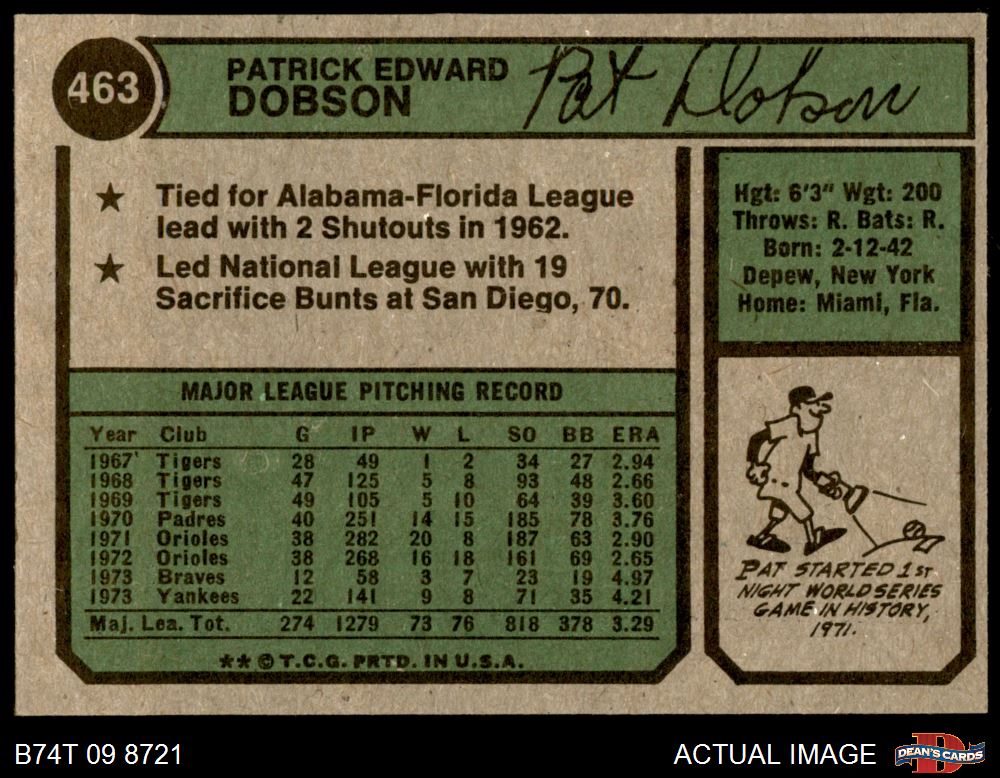 463
PATRICK EDWARD
DOBSON
Pat Dobson
★ Tied for Alabama-Florida League
lead with 2 Shutouts in 1962.
★ Led National League with 19
Sacrifice Bunts at San Diego, 70.
Hgt: 6'3" Wgt: 200
Throws: R. Bats: R.
Born: 2-12-42
Depew, New York
Home: Miami, Fla.
MAJOR LEAGUE PITCHING RECORD
Year Club G IP W L SO BB ERA
1967 Tigers 28 49 1 2 34 27 2.94
1968 Tigers 47 125 5 8 93 48 2.66
1969 Tigers 49 105 5 10 64 39 3.60
1970 Padres 40 251 14 15 185 78 3.76
1971 Orioles 38 282 20 8 187 63 2.90
1972 Orioles 38 268 16 18 161 69 2.65
1973 Braves 12 58 3 7 23 19 4.97
1973 Yankees 22 141 9 8 71 35 4.21
Maj. Lea. Tot. 274 1279 73 76 818 378 3.29
** © T.C.G. PRTD. IN U.S.A.
PAT STARTED 1ST
NIGHT WORLD SERIES
GAME IN HISTORY,
1971.
B74T 09 8721
ACTUAL IMAGE
DEAN'S CARDS